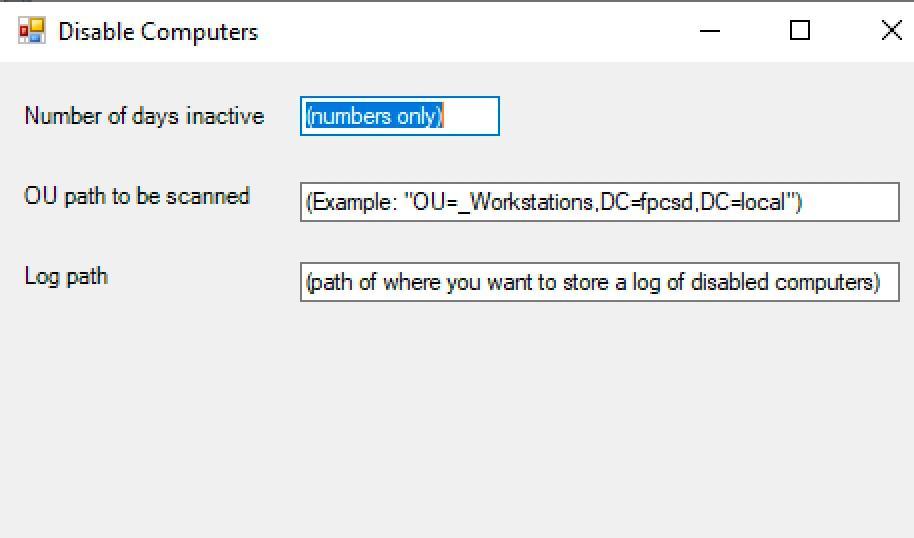 Disable Computers
Number of days inactive (numbers only)
OU path to be scanned (Example: "OU=_Workstations,DC=fpcsd,DC=local")
Log path (path of where you want to store a log of disabled computers)